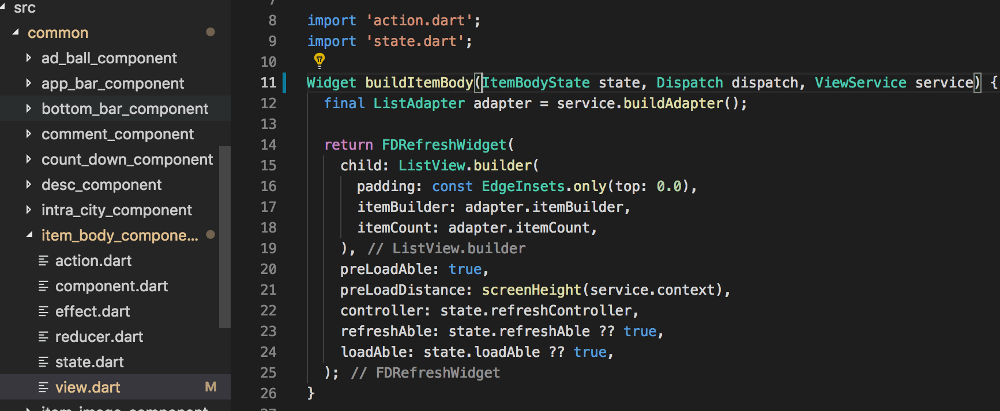 src
common
ad_ball_component
app_bar_component
bottom_bar_component
comment_component
count_down_component
desc_component
intra_city_component
item_body_compone...
action.dart
component.dart
effect.dart
reducer.dart
state.dart
view.dart M
item_image_component
7
8 import 'action.dart';
9 import 'state.dart';
10
11 Widget buildItemBody(ItemBodyState state, Dispatch dispatch, ViewService service) {
12 final ListAdapter adapter = service.buildAdapter();
13
14 return FDRefreshWidget(
15 child: ListView.builder(
16 padding: const EdgeInsets.only(top: 0.0),
17 itemBuilder: adapter.itemBuilder,
18 itemCount: adapter.itemCount,
19 ), // ListView.builder
20 preLoadAble: true,
21 preLoadDistance: screenHeight(service.context),
22 controller: state.refreshController,
23 refreshAble: state.refreshAble ?? true,
24 loadAble: state.loadAble ?? true,
25 ); // FDRefreshWidget
26 }
27